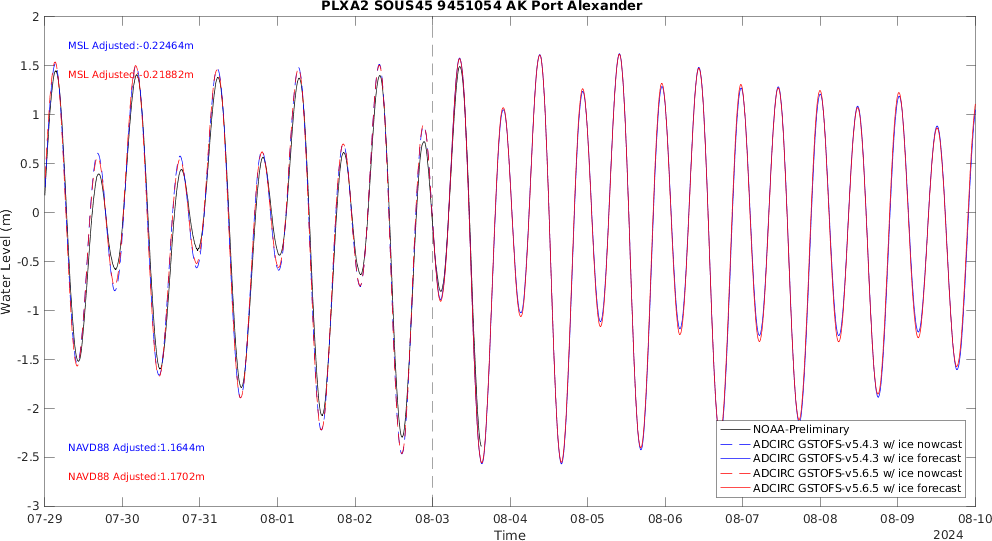 PLXA2 SOUS45 9451054 AK Port Alexander
MSL Adjusted:-0.22464m
MSL Adjusted:-0.21882m
NAVD88 Adjusted:1.1644m
NAVD88 Adjusted:1.1702m
Water Level (m)
2
1.5
1
0.5
0
-0.5
-1
-1.5
-2
-2.5
-3
NOAA-Preliminary
ADCIRC GSTOFS-v5.4.3 w/ ice nowcast
ADCIRC GSTOFS-v5.4.3 w/ ice forecast
ADCIRC GSTOFS-v5.6.5 w/ ice nowcast
ADCIRC GSTOFS-v5.6.5 w/ ice forecast
07-29 07-30 07-31 08-01 08-02 08-03 08-04 08-05 08-06 08-07 08-08 08-09 08-10
Time
2024